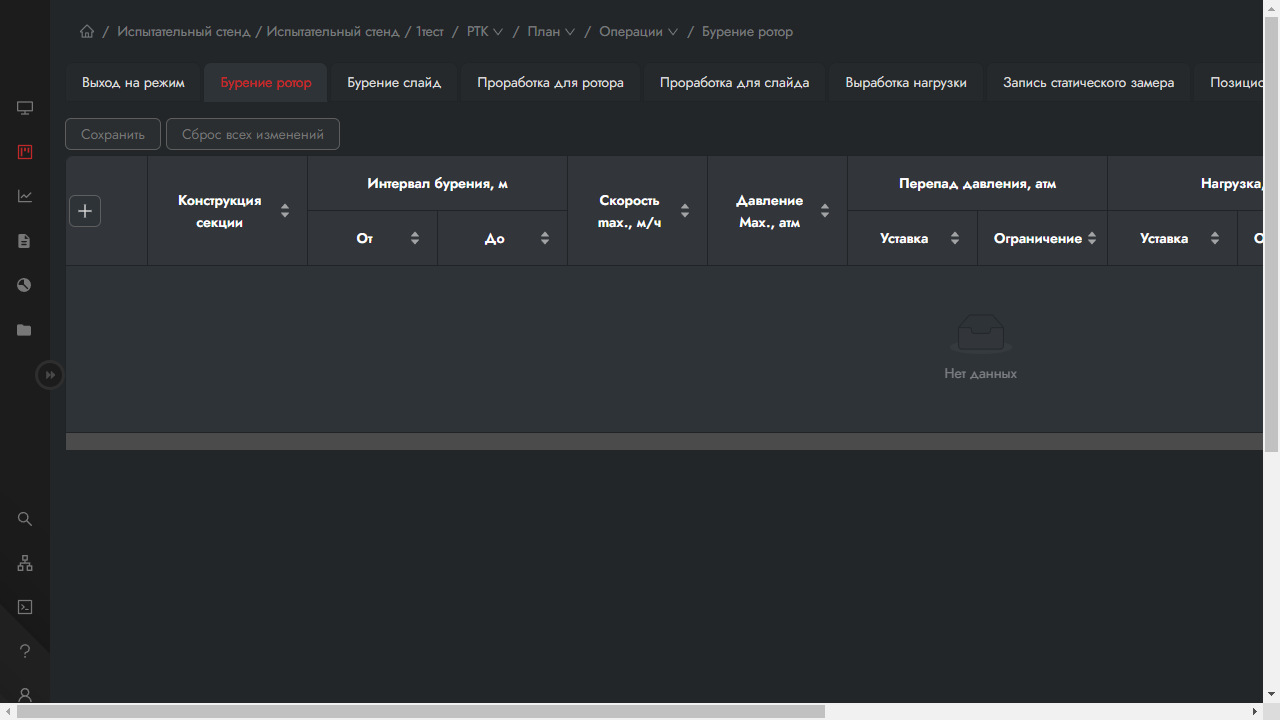 / Испытательный стенд / Испытательный стенд / 1тест / РТК / План / Операции / Бурение ротор
Выход на режим Бурение ротор Бурение слайд Проработка для ротора Проработка для слайда Выработка нагрузки Запись статического замера Позицио
Сохранить Сброс всех изменений
Интервал бурения, м Перепад давления, атм Нагрузка,
Конструкция секции Скорость max., м/ч Давление Max., атм
От До Уставка Ограничение Уставка О
Нет данных